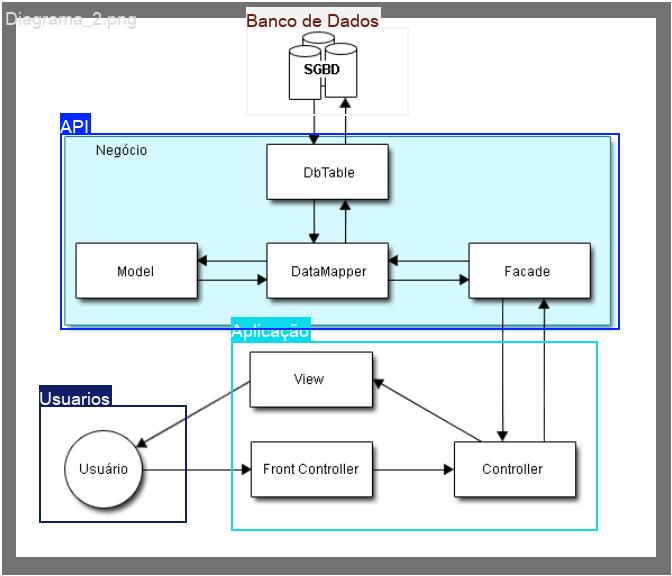 Diagrama_2.png
Banco de Dados
SGBD
API
Negócio
DbTable
Model
DataMapper
Facade
Aplicação
View
Usuarios
Usuário
Front Controller
Controller